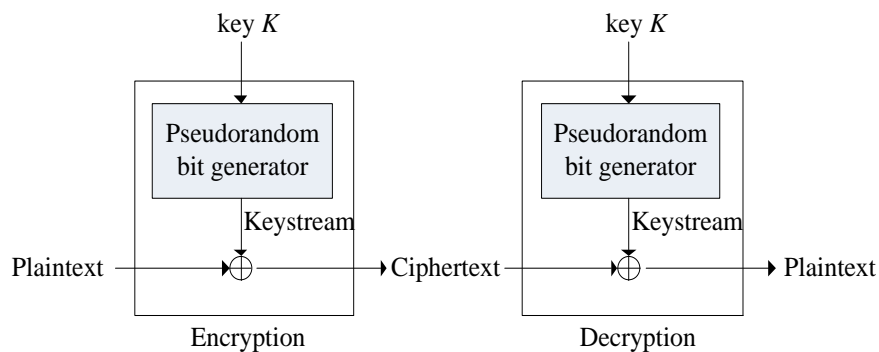 key K
key K
Pseudorandom
bit generator
Pseudorandom
bit generator
Keystream
Keystream
Plaintext
Ciphertext
Plaintext
Encryption
Decryption